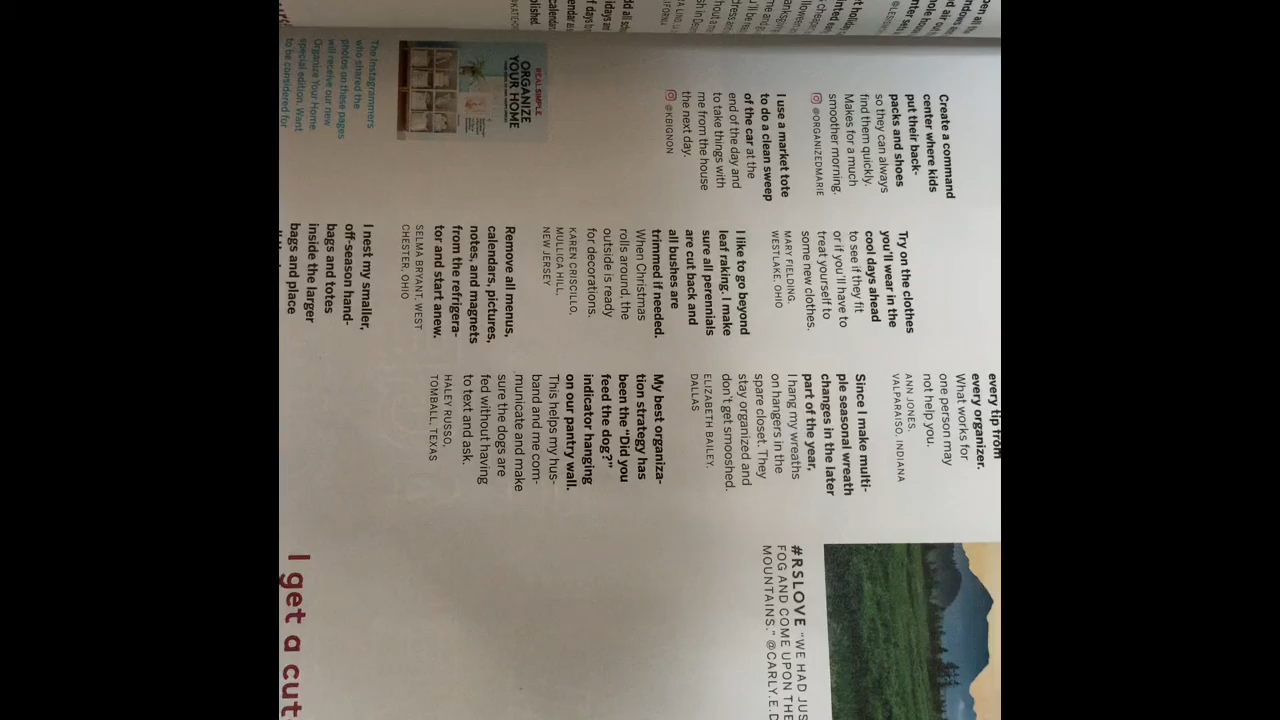 Create a command
center where kids
put their back-
packs and shoes
so they can always
find them quickly.
Makes for a much
smoother morning.
@ORGANIZEDMARIE
I use a market tote
to do a clean sweep
of the car at the
end of the day and
to take things with
me from the house
the next day.
@KBIGNON
REAL SIMPLE
ORGANIZE
YOUR HOME
The Instagrammers
who shared the
photos on these pages
will receive our new
Organize Your Home
special edition. Want
to be considered for
Try on the clothes
you'll wear in the
cool days ahead
to see if they fit
or if you'll have to
treat yourself to
some new clothes.
MARY FIELDING,
WESTLAKE, OHIO
I like to go beyond
leaf raking. I make
sure all perennials
are cut back and
all bushes are
trimmed if needed.
When Christmas
rolls around, the
outside is ready
for decorations.
KAREN CRISCILLO,
MULLICA HILL,
NEW JERSEY
Remove all menus,
calendars, pictures,
notes, and magnets
from the refrigera-
tor and start anew.
SELMA BRYANT, WEST
CHESTER, OHIO
I nest my smaller,
off-season hand-
bags and totes
inside the larger
bags and place
every tip from
every organizer.
What works for
one person may
not help you.
ANN JONES,
VALPARAISO, INDIANA
Since I make multi-
ple seasonal wreath
changes in the later
part of the year,
I hang my wreaths
on hangers in the
spare closet. They
stay organized and
don't get smooshed.
ELIZABETH BAILEY,
DALLAS
My best organiza-
tion strategy has
been the "Did you
feed the dog?"
indicator hanging
on our pantry wall.
This helps my hus-
band and me com-
municate and make
sure the dogs are
fed without having
to text and ask.
HALEY RUSSO,
TOMBALL, TEXAS
#RSLOVE "WE HAD JUS
FOG AND COME UPON THE
MOUNTAINS." @CARLY.E.D
I get a cut